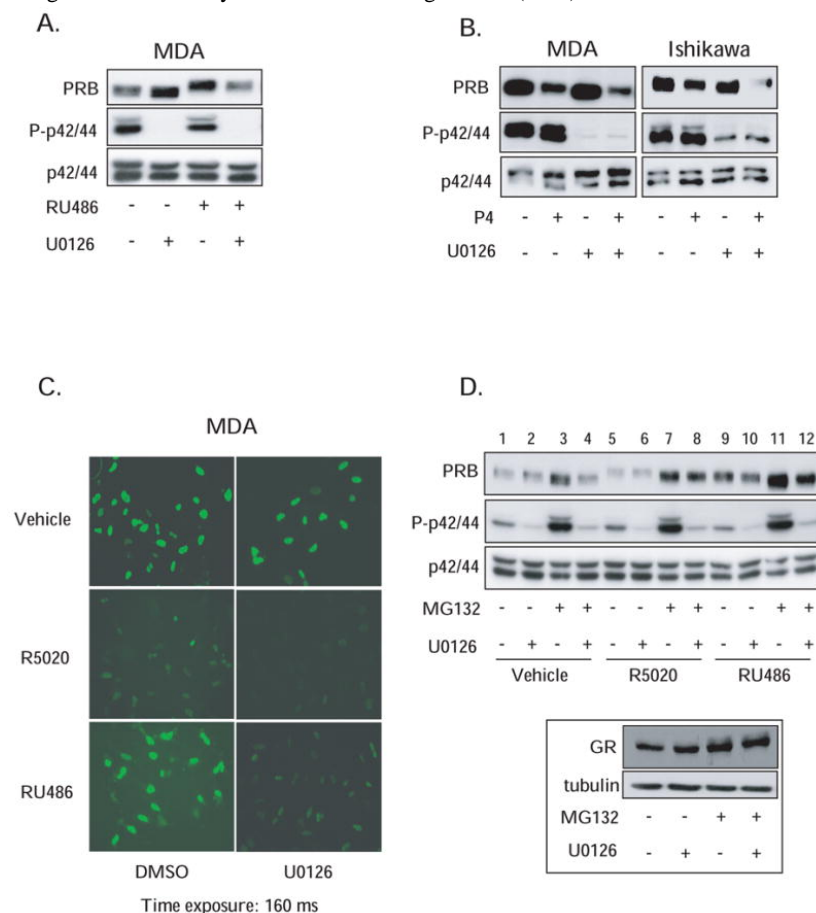 A.
MDA
PRB
P-p42/44
p42/44
RU486 - - + +
U0126 - + - +
B.
MDA Ishikawa
PRB
P-p42/44
p42/44
P4 - + - + - + - +
U0126 - - + + - - + +
C.
MDA
Vehicle
R5020
RU486
DMSO U0126
Time exposure: 160 ms
D.
1 2 3 4 5 6 7 8 9 10 11 12
PRB
P-p42/44
p42/44
MG132 - - + + - - + + - - + +
U0126 - + - + - + - + - + - +
Vehicle R5020 RU486
GR
tubulin
MG132 - - + +
U0126 - + - +